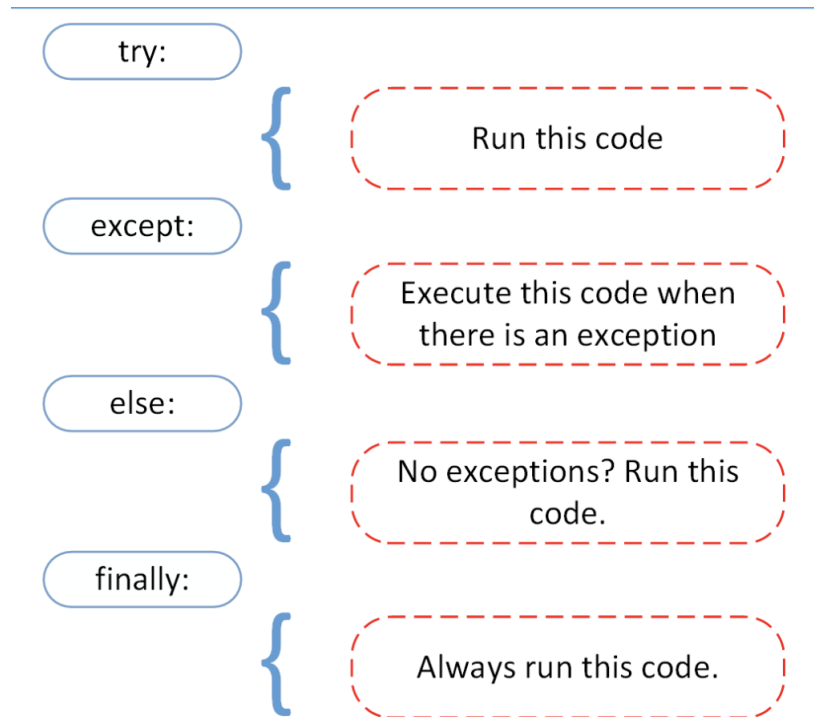 try:
Run this code
except:
Execute this code when
there is an exception
else:
No exceptions? Run this
code.
finally:
Always run this code.